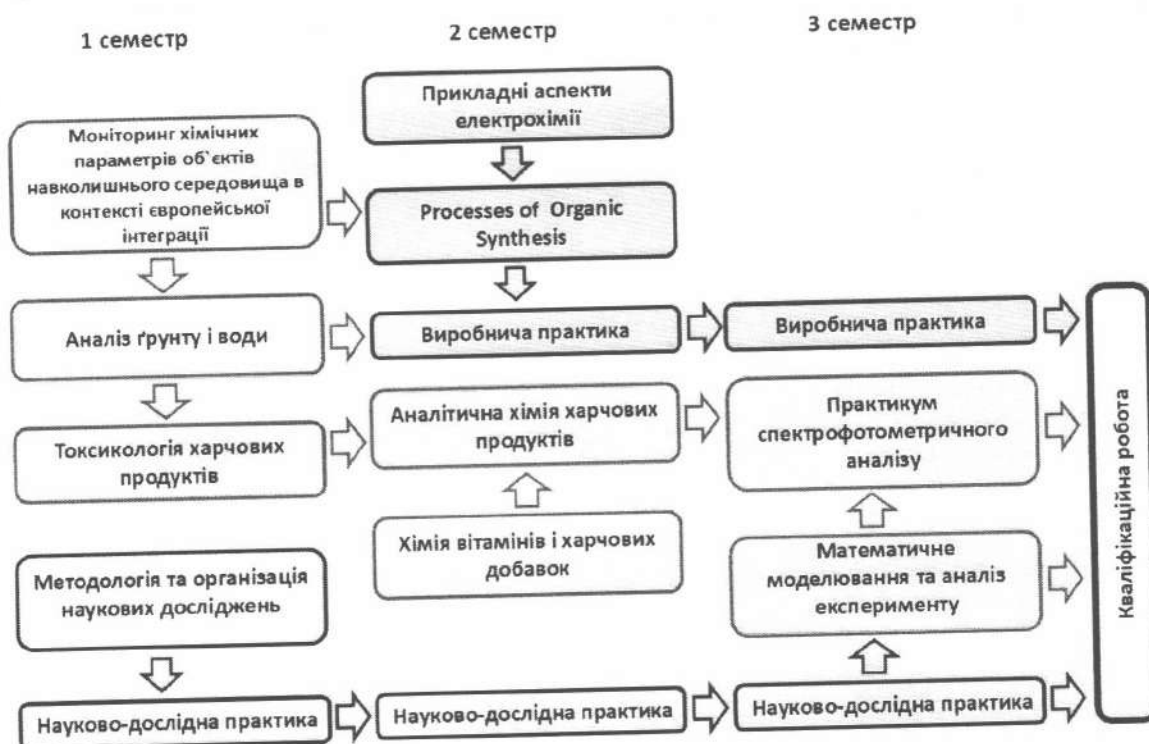 1 семестр
2 семестр
3 семестр
Прикладні аспекти
електрохімії
Моніторинг хімічних
параметрів об`єктів
навколишнього середовища в
контексті європейської
інтеграції
Processes of Organic
Synthesis
Аналіз ґрунту і води
Виробнича практика
Виробнича практика
Токсикологія харчових
продуктів
Аналітична хімія харчових
продуктів
Практикум
спектрофотометричного
аналізу
Хімія вітамінів і харчових
добавок
Методологія та організація
наукових досліджень
Математичне
моделювання та аналіз
експерименту
Науково-дослідна практика
Науково-дослідна практика
Науково-дослідна практика
Кваліфікаційна робота